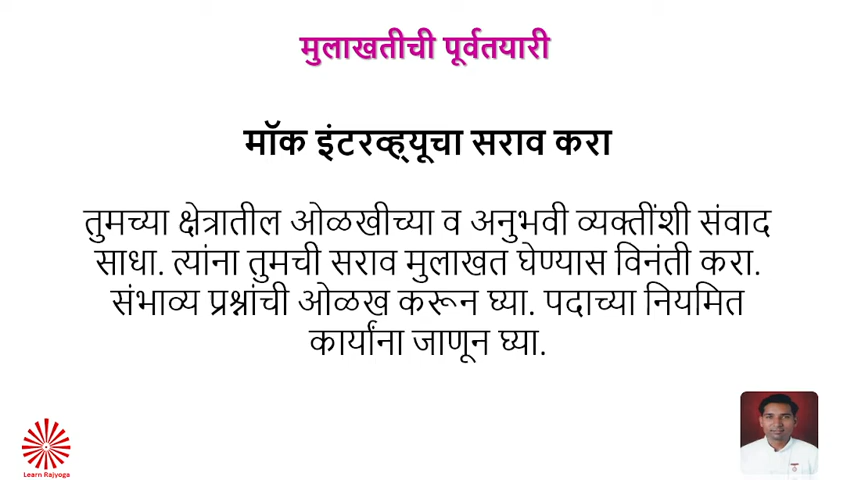 मुलाखतीची पूर्वतयारी
मॉक इंटरव्ह्यूचा सराव करा
तुमच्या क्षेत्रातील ओळखीच्या व अनुभवी व्यक्तींशी संवाद
साधा. त्यांना तुमची सराव मुलाखत घेण्यास विनंती करा.
संभाव्य प्रश्नांची ओळख करून घ्या. पदाच्या नियमित
कार्यांना जाणून घ्या.
Learn Rajyoga